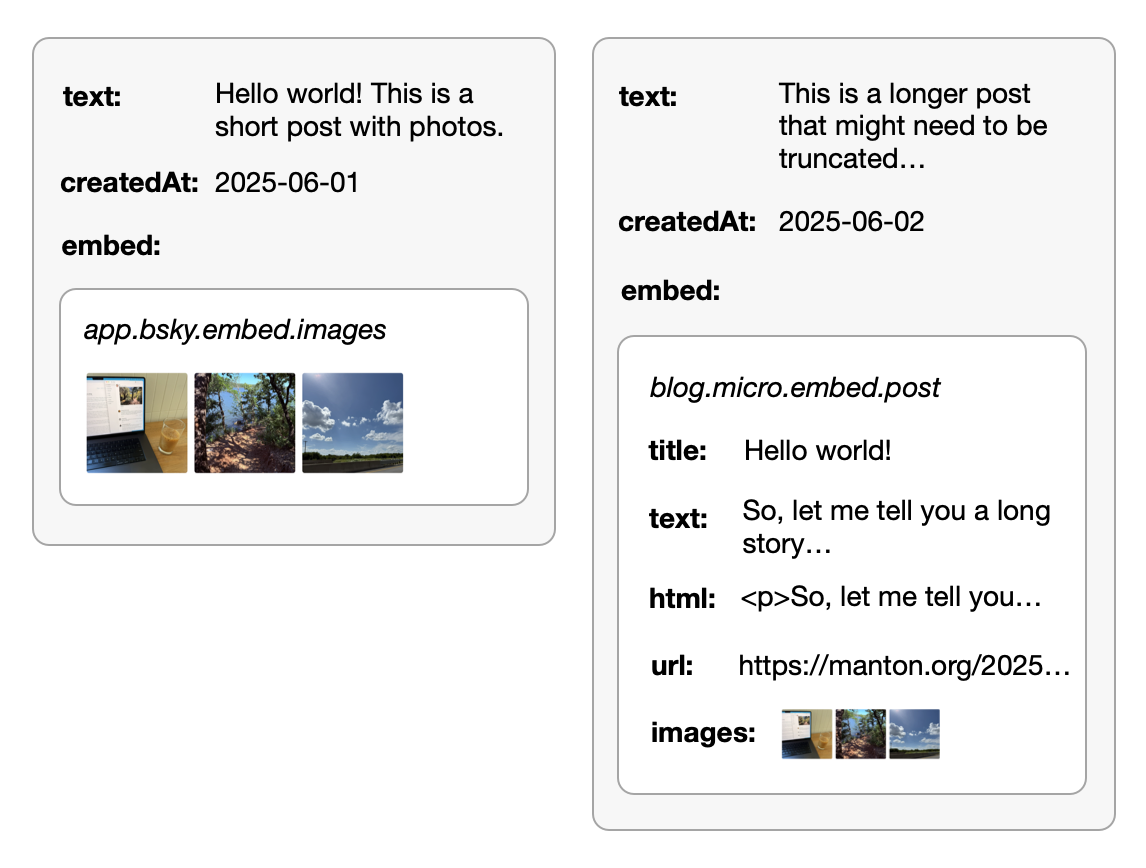 text: Hello world! This is a
short post with photos.
createdAt: 2025-06-01
embed:
app.bsky.embed.images
text: This is a longer post
that might need to be
truncated…
createdAt: 2025-06-02
embed:
blog.micro.embed.post
title: Hello world!
text: So, let me tell you a long
story…
html: <p>So, let me tell you…
url: https://manton.org/2025…
images: